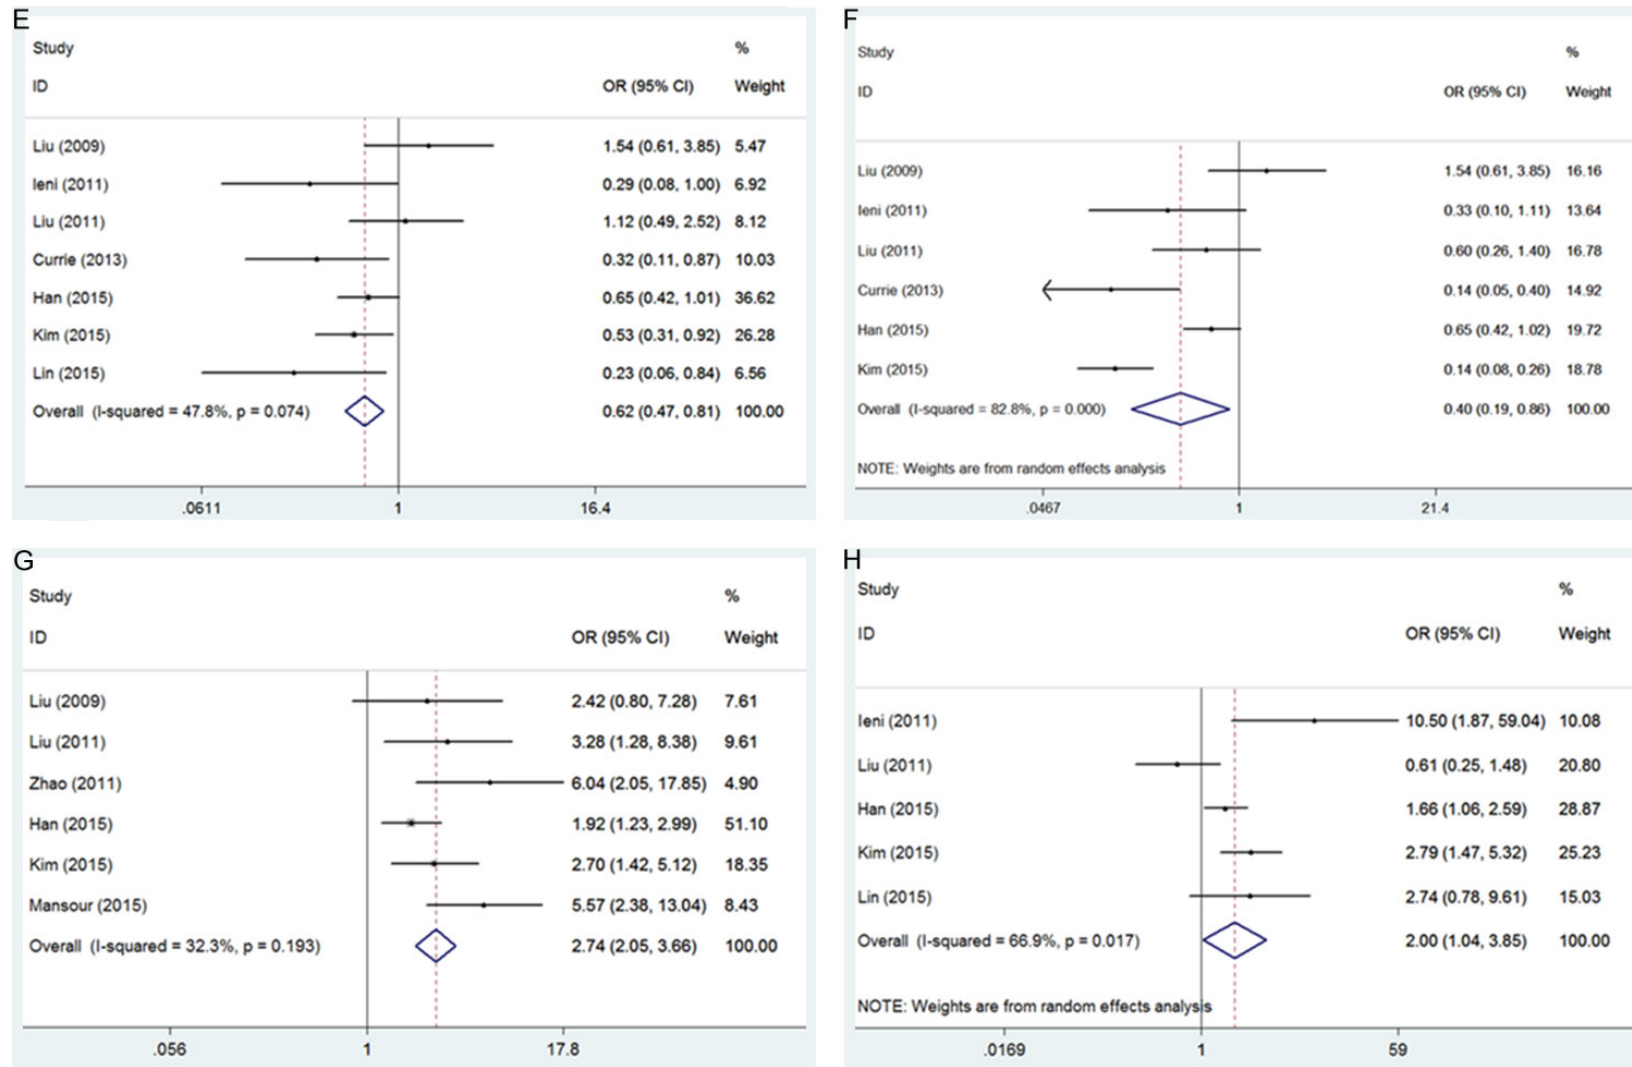 E
Study %
ID OR (95% CI) Weight
Liu (2009) 1.54 (0.61, 3.85) 5.47
Ieni (2011) 0.29 (0.08, 1.00) 6.92
Liu (2011) 1.12 (0.49, 2.52) 8.12
Currie (2013) 0.32 (0.11, 0.87) 10.03
Han (2015) 0.65 (0.42, 1.01) 36.62
Kim (2015) 0.53 (0.31, 0.92) 26.28
Lin (2015) 0.23 (0.06, 0.84) 6.56
Overall (I-squared = 47.8%, p = 0.074) 0.62 (0.47, 0.81) 100.00
.0611 1 16.4
F
Study %
ID OR (95% CI) Weight
Liu (2009) 1.54 (0.61, 3.85) 16.16
Ieni (2011) 0.33 (0.10, 1.11) 13.64
Liu (2011) 0.60 (0.26, 1.40) 16.78
Currie (2013) 0.14 (0.05, 0.40) 14.92
Han (2015) 0.65 (0.42, 1.02) 19.72
Kim (2015) 0.14 (0.08, 0.26) 18.78
Overall (I-squared = 82.8%, p = 0.000) 0.40 (0.19, 0.86) 100.00
NOTE: Weights are from random effects analysis
.0467 1 21.4
G
Study %
ID OR (95% CI) Weight
Liu (2009) 2.42 (0.80, 7.28) 7.61
Liu (2011) 3.28 (1.28, 8.38) 9.61
Zhao (2011) 6.04 (2.05, 17.85) 4.90
Han (2015) 1.92 (1.23, 2.99) 51.10
Kim (2015) 2.70 (1.42, 5.12) 18.35
Mansour (2015) 5.57 (2.38, 13.04) 8.43
Overall (I-squared = 32.3%, p = 0.193) 2.74 (2.05, 3.66) 100.00
.056 1 17.8
H
Study %
ID OR (95% CI) Weight
Ieni (2011) 10.50 (1.87, 59.04) 10.08
Liu (2011) 0.61 (0.25, 1.48) 20.80
Han (2015) 1.66 (1.06, 2.59) 28.87
Kim (2015) 2.79 (1.47, 5.32) 25.23
Lin (2015) 2.74 (0.78, 9.61) 15.03
Overall (I-squared = 66.9%, p = 0.017) 2.00 (1.04, 3.85) 100.00
NOTE: Weights are from random effects analysis
.0169 1 59